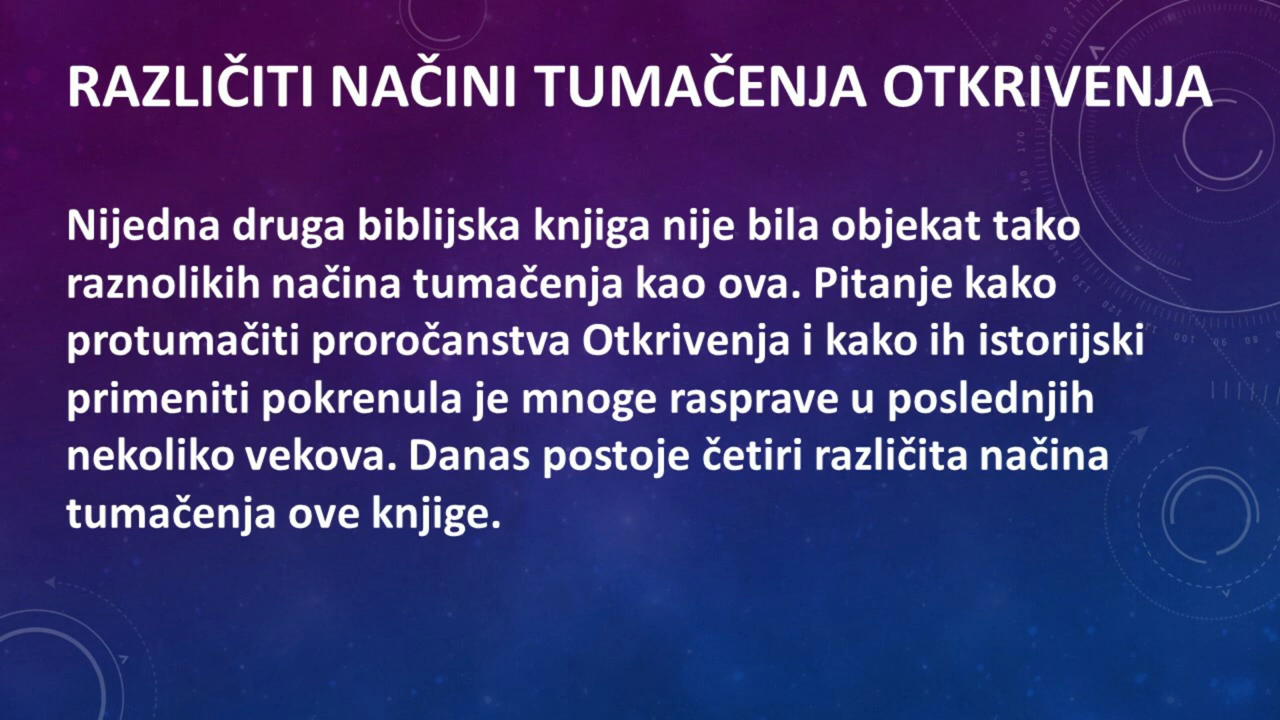 RAZLIČITI NAČINI TUMAČENJA OTKRIVENJA
Nijedna druga biblijska knjiga nije bila objekat tako
raznolikih načina tumačenja kao ova. Pitanje kako
protumačiti proročanstva Otkrivenja i kako ih istorijski
primeniti pokrenula je mnoge rasprave u poslednjih
nekoliko vekova. Danas postoje četiri različita načina
tumačenja ove knjige.